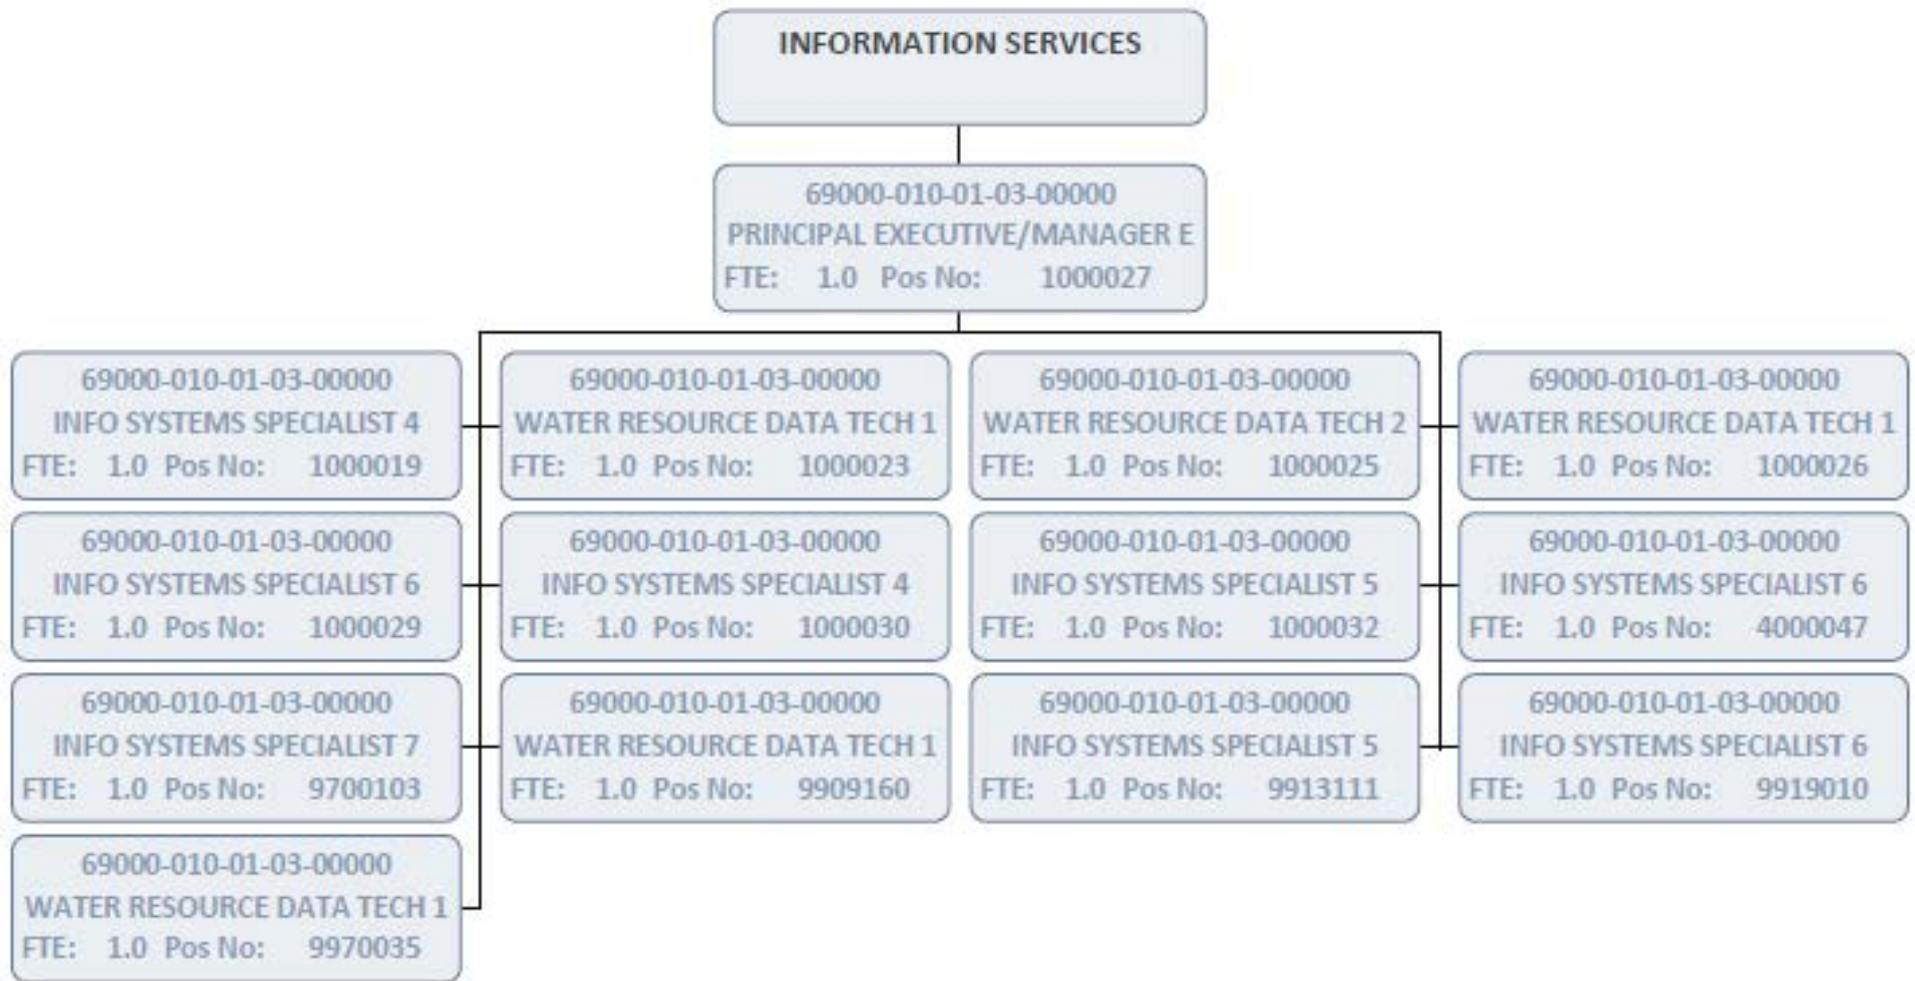 INFORMATION SERVICES
69000-010-01-03-00000
PRINCIPAL EXECUTIVE/MANAGER E
FTE: 1.0 Pos No: 1000027
69000-010-01-03-00000
INFO SYSTEMS SPECIALIST 4
FTE: 1.0 Pos No: 1000019
69000-010-01-03-00000
WATER RESOURCE DATA TECH 1
FTE: 1.0 Pos No: 1000023
69000-010-01-03-00000
WATER RESOURCE DATA TECH 2
FTE: 1.0 Pos No: 1000025
69000-010-01-03-00000
WATER RESOURCE DATA TECH 1
FTE: 1.0 Pos No: 1000026
69000-010-01-03-00000
INFO SYSTEMS SPECIALIST 6
FTE: 1.0 Pos No: 1000029
69000-010-01-03-00000
INFO SYSTEMS SPECIALIST 4
FTE: 1.0 Pos No: 1000030
69000-010-01-03-00000
INFO SYSTEMS SPECIALIST 5
FTE: 1.0 Pos No: 1000032
69000-010-01-03-00000
INFO SYSTEMS SPECIALIST 6
FTE: 1.0 Pos No: 4000047
69000-010-01-03-00000
INFO SYSTEMS SPECIALIST 7
FTE: 1.0 Pos No: 9700103
69000-010-01-03-00000
WATER RESOURCE DATA TECH 1
FTE: 1.0 Pos No: 9909160
69000-010-01-03-00000
INFO SYSTEMS SPECIALIST 5
FTE: 1.0 Pos No: 9913111
69000-010-01-03-00000
INFO SYSTEMS SPECIALIST 6
FTE: 1.0 Pos No: 9919010
69000-010-01-03-00000
WATER RESOURCE DATA TECH 1
FTE: 1.0 Pos No: 9970035